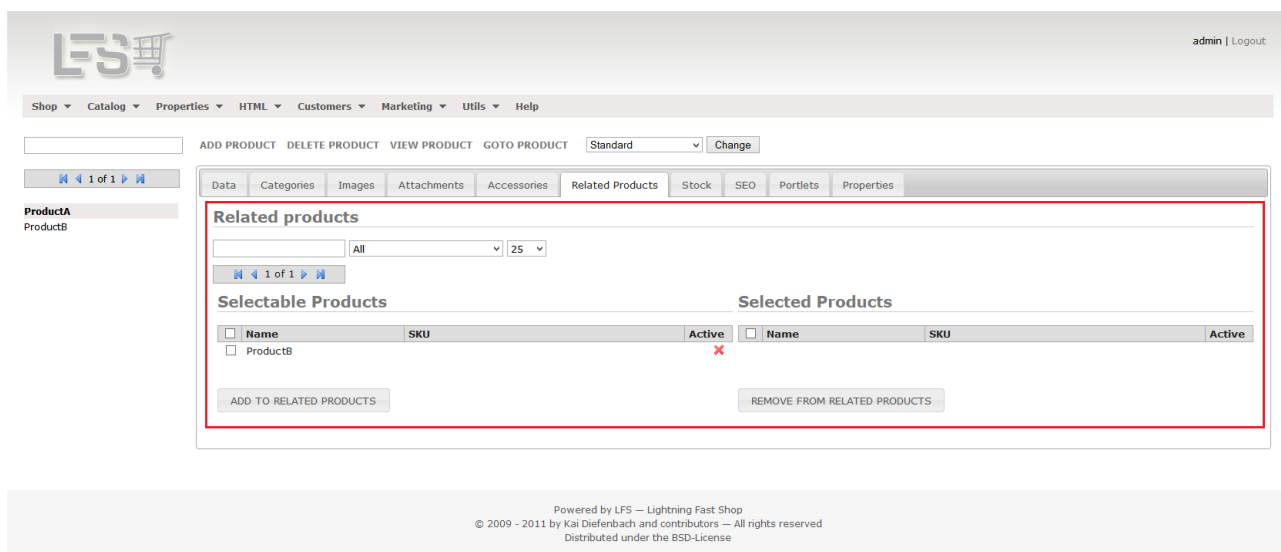 LFS
admin | Logout
Shop Catalog Properties HTML Customers Marketing Utils Help
ADD PRODUCT DELETE PRODUCT VIEW PRODUCT GOTO PRODUCT Standard Change
1 of 1
Data Categories Images Attachments Accessories Related Products Stock SEO Portlets Properties
ProductA
ProductB
Related products
All 25
1 of 1
Selectable Products
Selected Products
Name SKU Active
Name SKU Active
ProductB
ADD TO RELATED PRODUCTS
REMOVE FROM RELATED PRODUCTS
Powered by LFS — Lightning Fast Shop
© 2009 - 2011 by Kai Diefenbach and contributors — All rights reserved
Distributed under the BSD-License